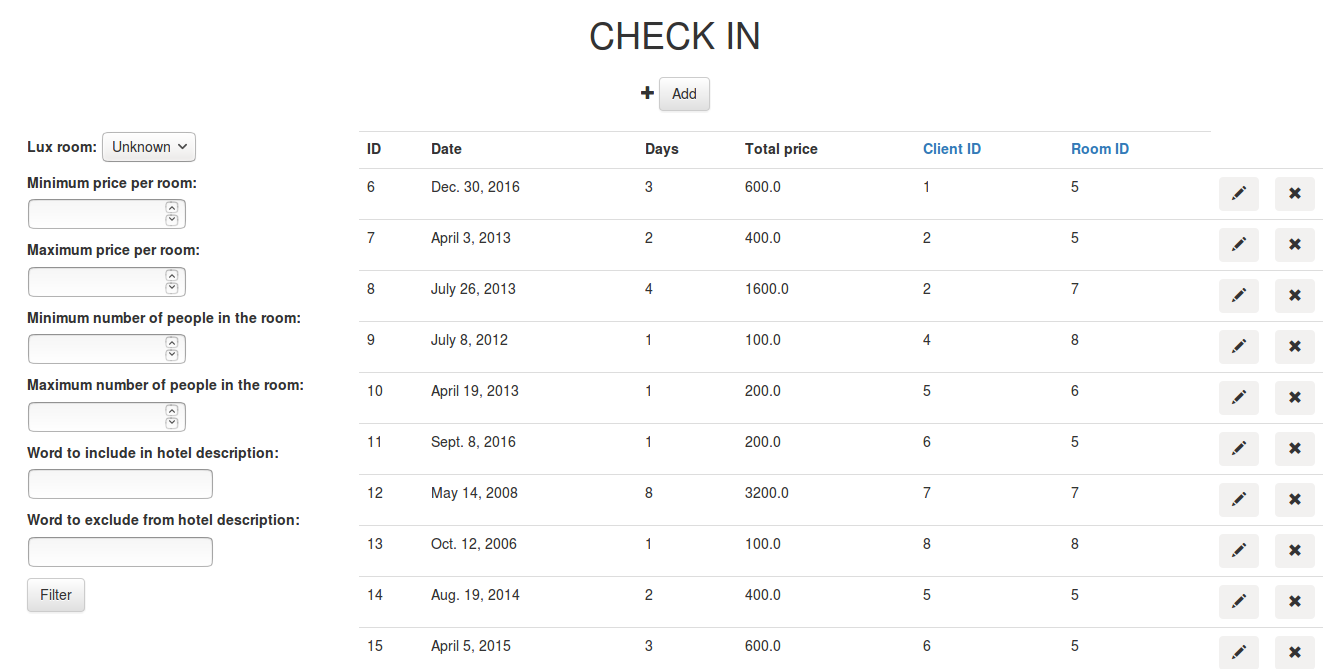 CHECK IN
Add
Lux room: Unknown
Minimum price per room:
Maximum price per room:
Minimum number of people in the room:
Maximum number of people in the room:
Word to include in hotel description:
Word to exclude from hotel description:
Filter
ID Date Days Total price Client ID Room ID
6 Dec. 30, 2016 3 600.0 1 5
7 April 3, 2013 2 400.0 2 5
8 July 26, 2013 4 1600.0 2 7
9 July 8, 2012 1 100.0 4 8
10 April 19, 2013 1 200.0 5 6
11 Sept. 8, 2016 1 200.0 6 5
12 May 14, 2008 8 3200.0 7 7
13 Oct. 12, 2006 1 100.0 8 8
14 Aug. 19, 2014 2 400.0 5 5
15 April 5, 2015 3 600.0 6 5